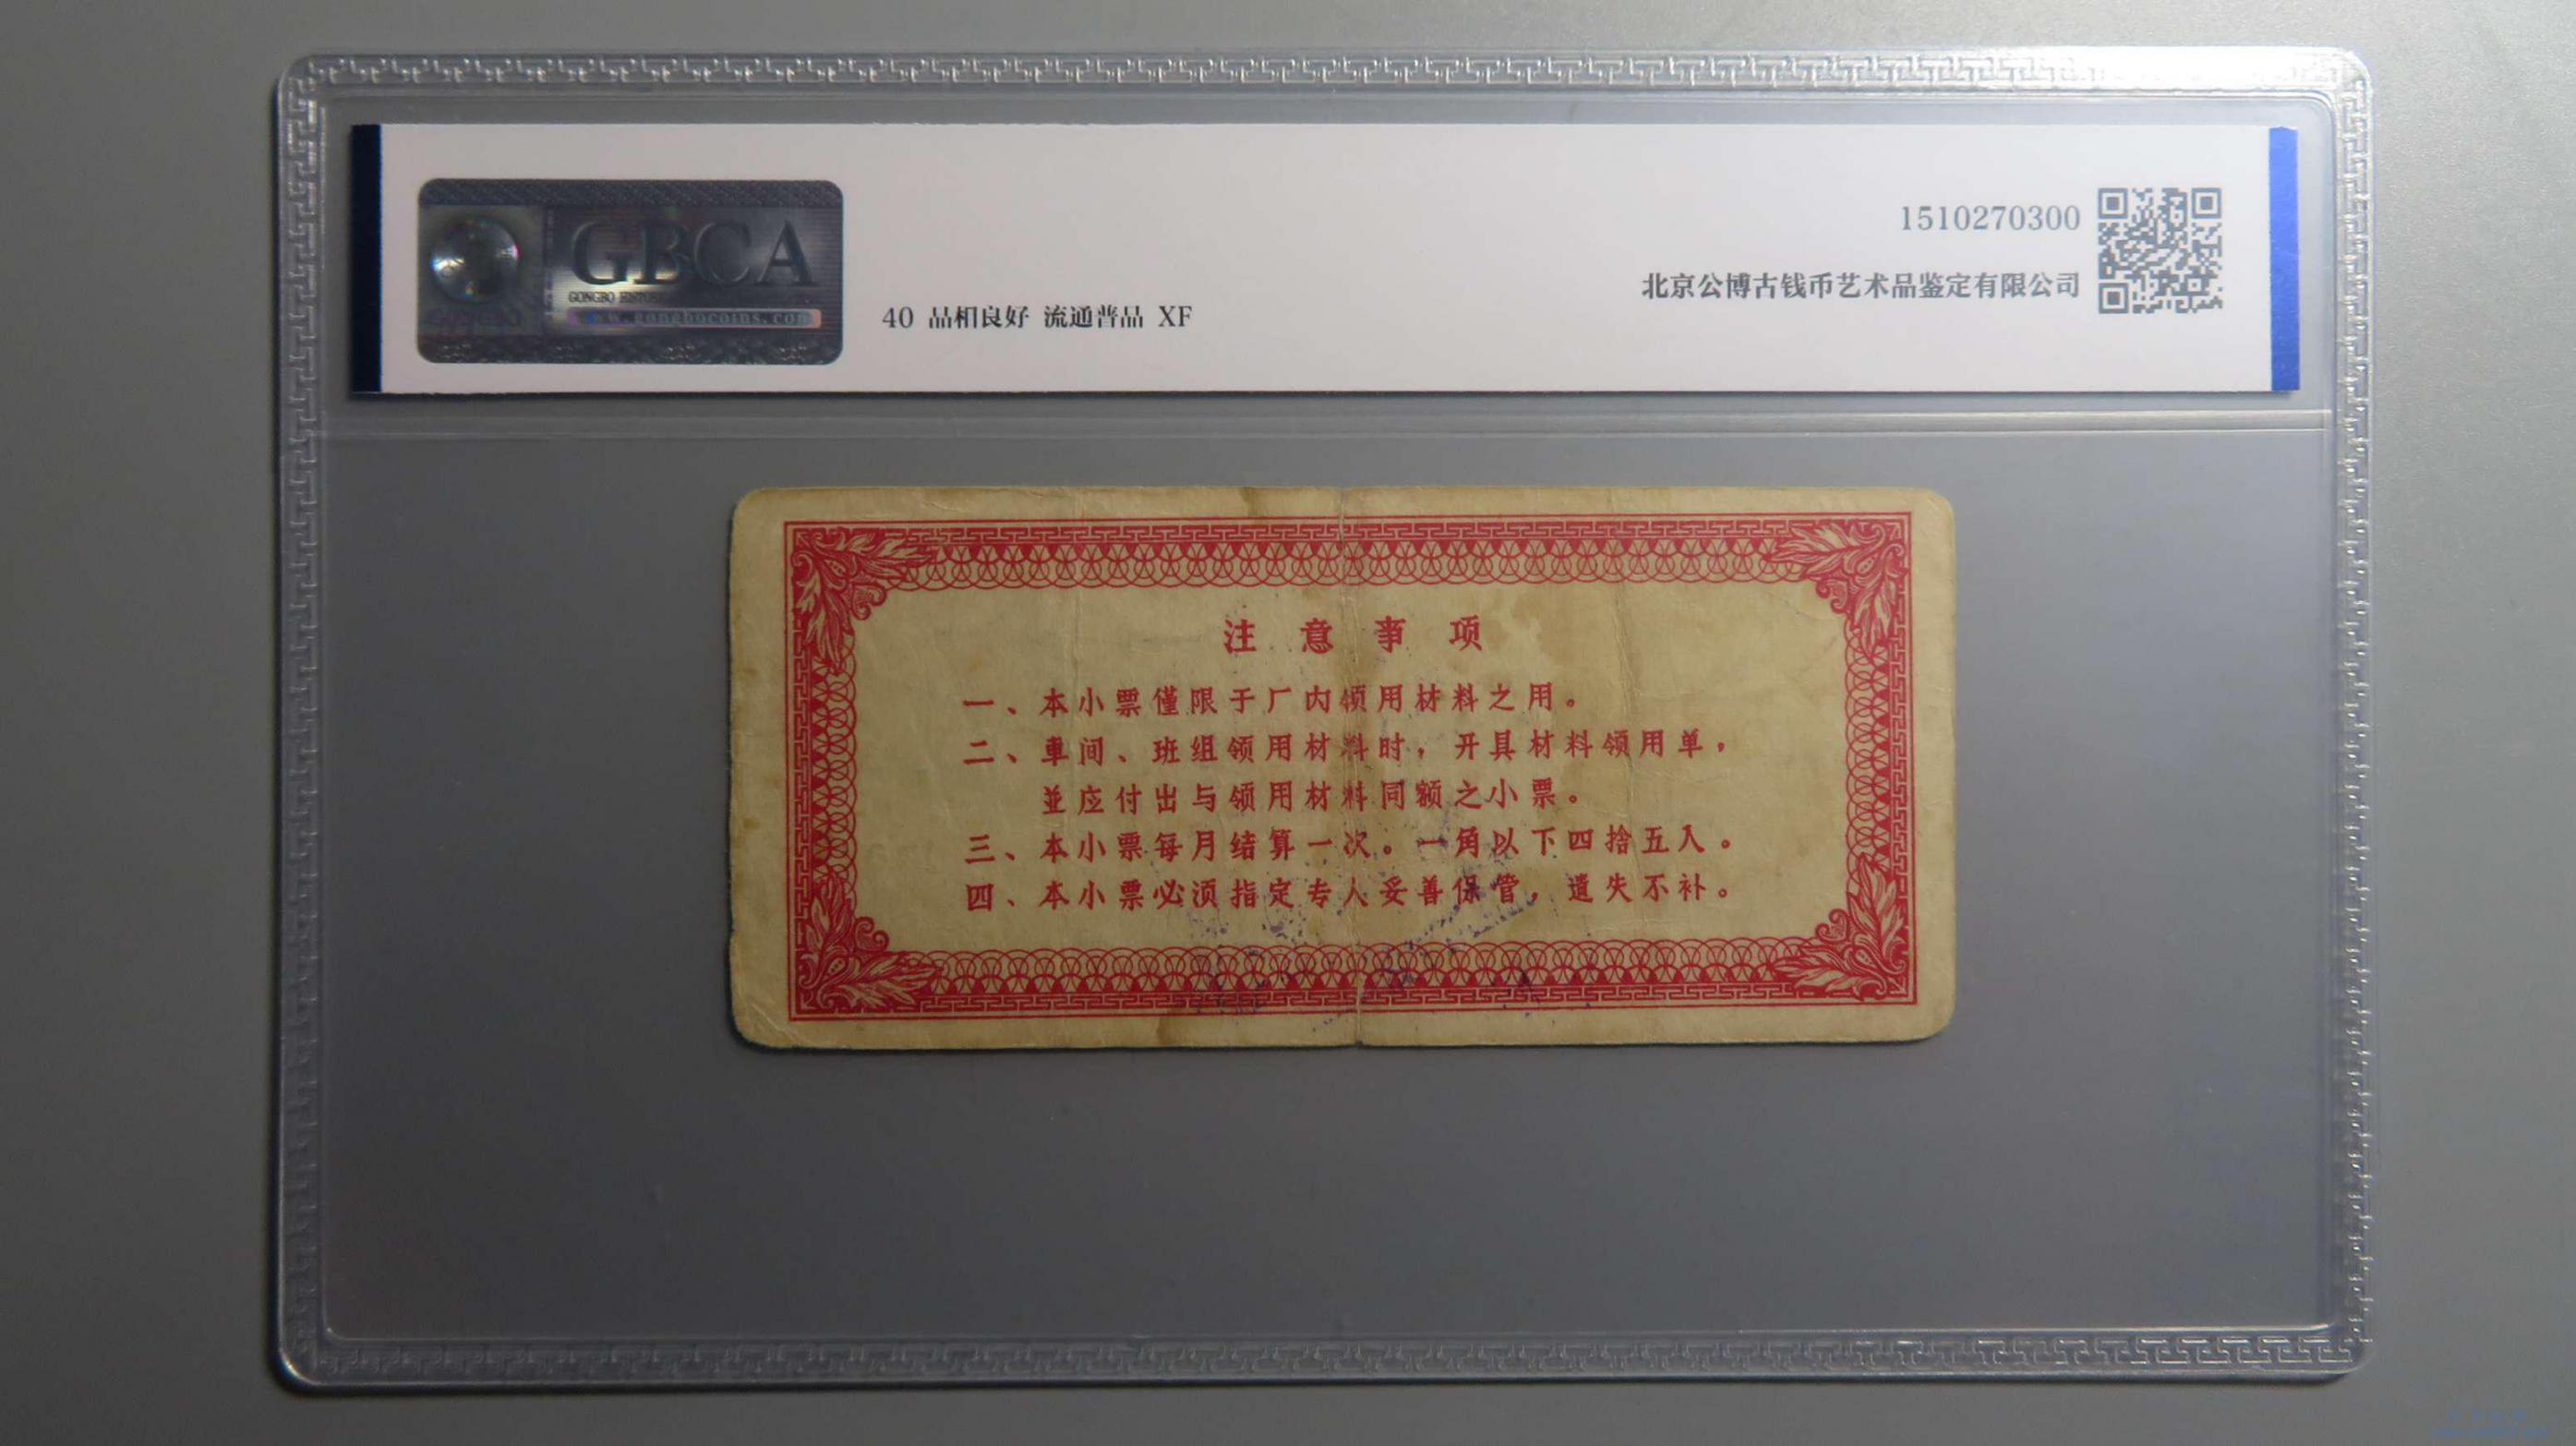 GBCA
www.gongbocoins.com
40 品相良好 流通普品 XF
1510270300
北京公博古钱币艺术品鉴定有限公司
注意事项
一、本小票僅限于厂内领用材料之用。
二、車间、班组领用材料时，开具材料领用单，
並应付出与领用材料同额之小票。
三、本小票每月结算一次。一角以下四捨五入。
四、本小票必须指定专人妥善保管，遺失不补。